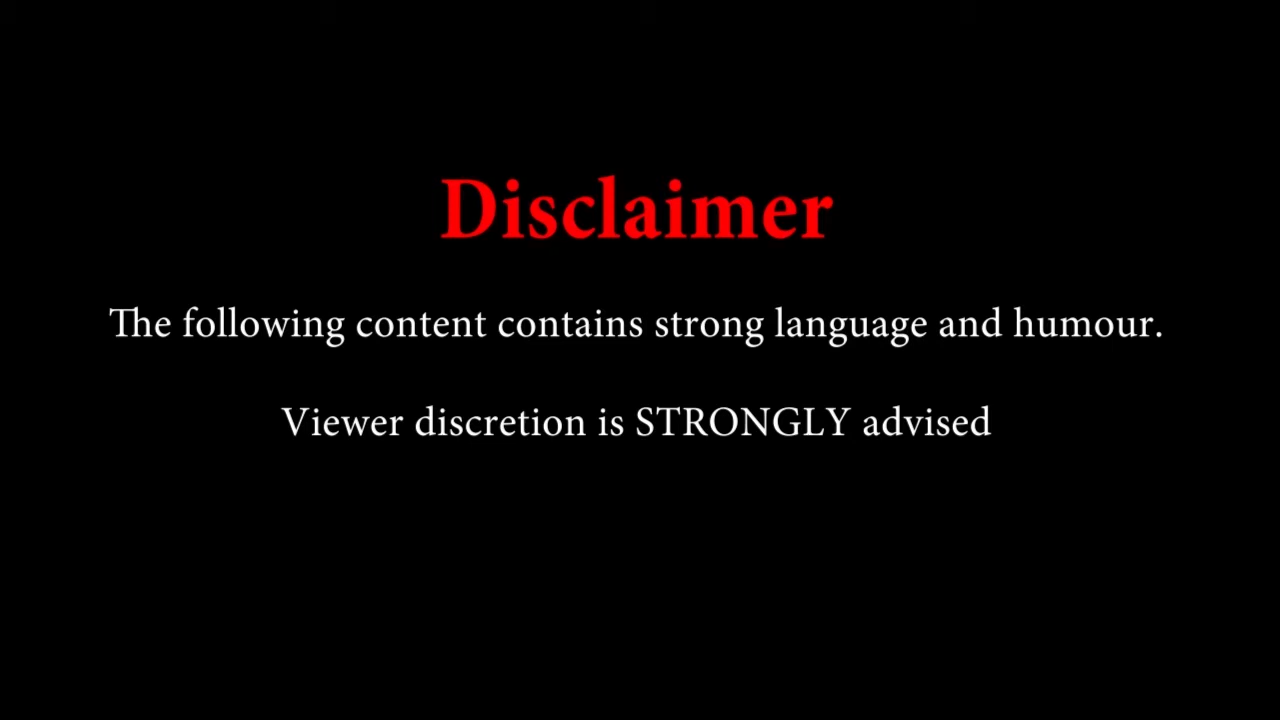 Disclaimer
The following content contains strong language and humour.
Viewer discretion is STRONGLY advised